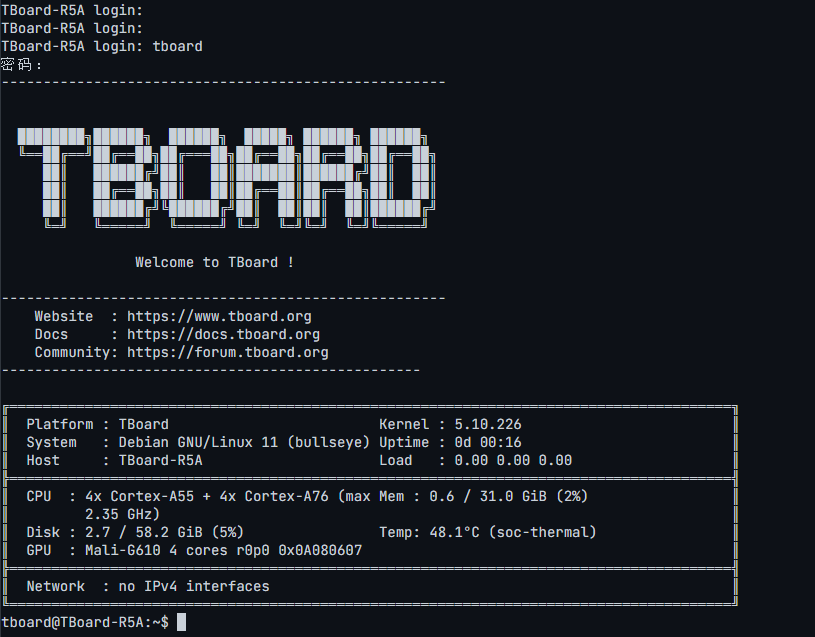 TBoard-R5A login:
TBoard-R5A login:
TBoard-R5A login: tboard
密码:
-----------------------------------------------------
TBOARD
Welcome to TBoard !
-----------------------------------------------------
Website  : https://www.tboard.org
Docs     : https://docs.tboard.org
Community: https://forum.tboard.org
--------------------------------------------------
Platform : TBoard                         Kernel : 5.10.226
System   : Debian GNU/Linux 11 (bullseye) Uptime : 0d 00:16
Host     : TBoard-R5A                     Load   : 0.00 0.00 0.00
CPU  : 4x Cortex-A55 + 4x Cortex-A76 (max Mem : 0.6 / 31.0 GiB (2%)
2.35 GHz)
Disk : 2.7 / 58.2 GiB (5%)                Temp: 48.1°C (soc-thermal)
GPU  : Mali-G610 4 cores r0p0 0x0A080607
Network  : no IPv4 interfaces
tboard@TBoard-R5A:~$